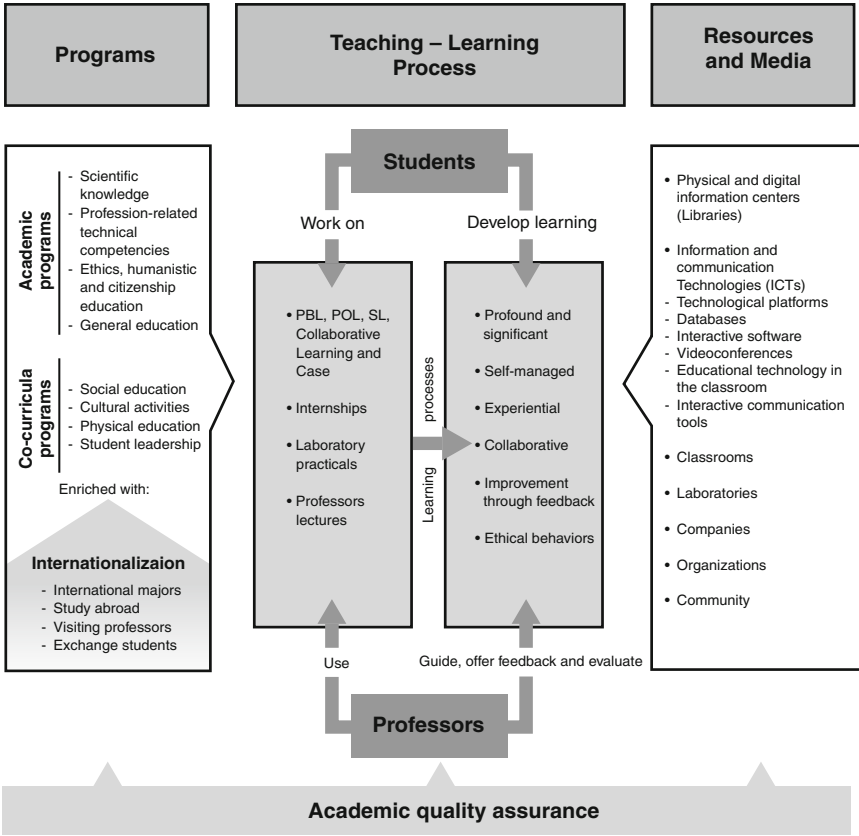 Programs
Teaching – Learning
Process
Resources
and Media
Academic
programs
- Scientific
knowledge
- Profession-related
technical
competencies
- Ethics, humanistic
and citizenship
education
- General education
Co-curricula
programs
- Social education
- Cultural activities
- Physical education
- Student leadership
Enriched with:
Internationalizaion
- International majors
- Study abroad
- Visiting professors
- Exchange students
Students
Work on
Develop learning
• PBL, POL, SL,
Collaborative
Learning and
Case
• Internships
• Laboratory
practicals
• Professors
lectures
Learning processes
• Profound and
significant
• Self-managed
• Experiential
• Collaborative
• Improvement
through feedback
• Ethical behaviors
Use
Guide, offer feedback and evaluate
Professors
• Physical and digital
information centers
(Libraries)
• Information and
communication
Technologies (ICTs)
- Technological platforms
- Databases
- Interactive software
- Videoconferences
- Educational technology in
the classroom
- Interactive communication
tools
• Classrooms
• Laboratories
• Companies
• Organizations
• Community
Academic quality assurance